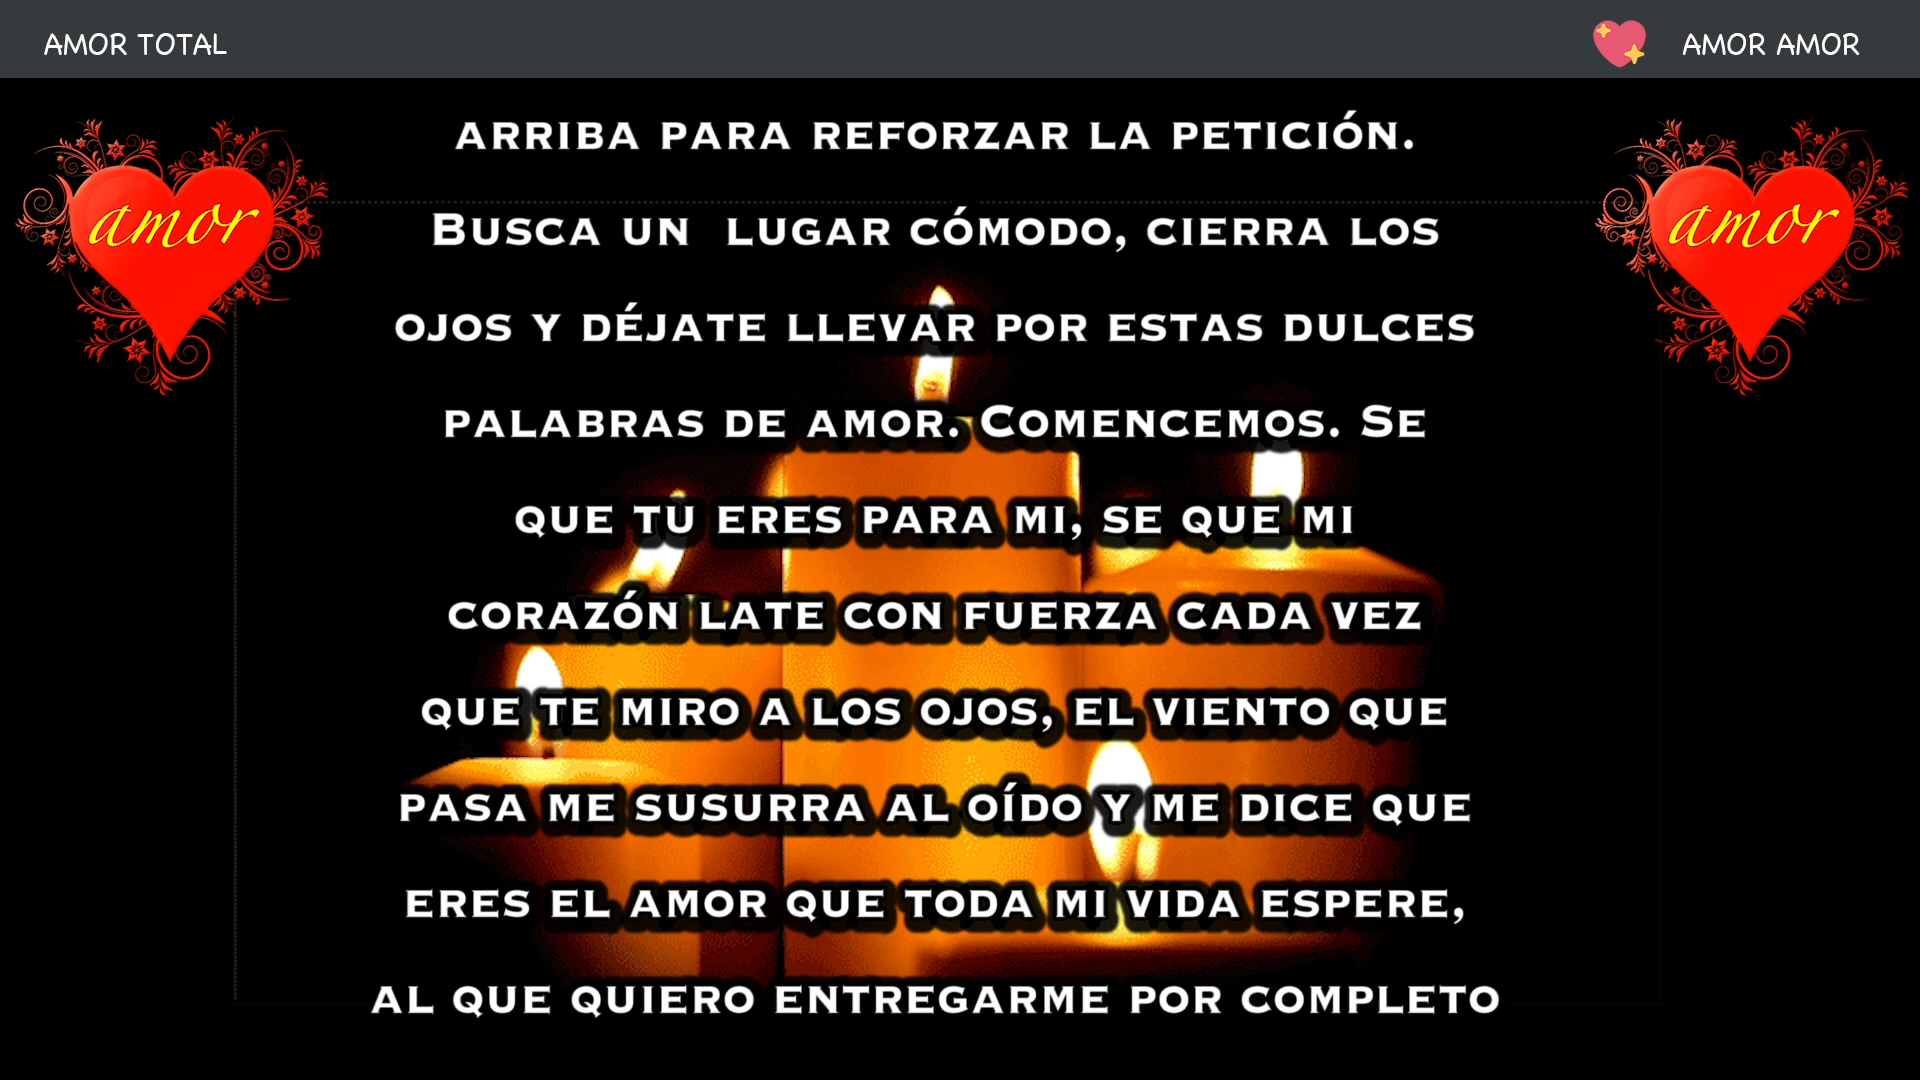 AMOR TOTAL
AMOR AMOR
ARRIBA PARA REFORZAR LA PETICIÓN.
amor
amor
BUSCA UN LUGAR CÓMODO, CIERRA LOS
OJOS Y DÉJATE LLEVAR POR ESTAS DULCES
PALABRAS DE AMOR. COMENCEMOS. SE
QUE TÚ ERES PARA MI, SE QUE MI
CORAZÓN LATE CON FUERZA CADA VEZ
QUE TE MIRO A LOS OJOS, EL VIENTO QUE
PASA ME SUSURRA AL OÍDO Y ME DICE QUE
ERES EL AMOR QUE TODA MI VIDA ESPERE,
AL QUE QUIERO ENTREGARME POR COMPLETO